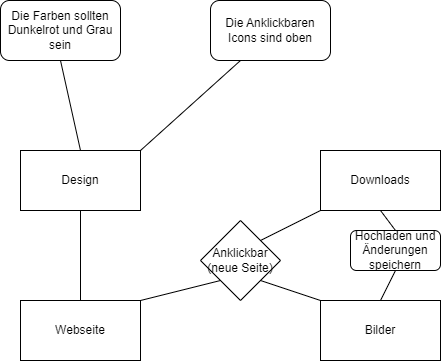 Die Farben sollten
Dunkelrot und Grau
sein
Die Anklickbaren
Icons sind oben
Design
Downloads
Hochladen und
Änderungen
speichern
Anklickbar
(neue Seite)
Webseite
Bilder